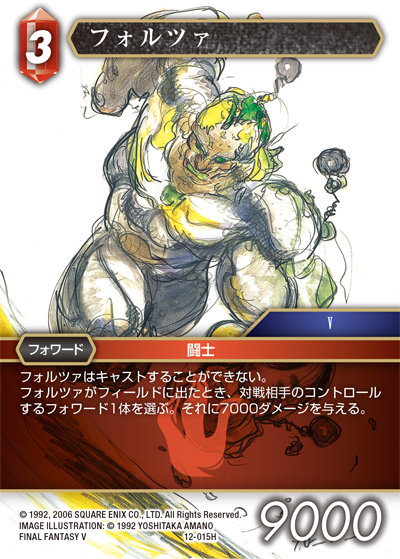 3
フォルツァ
V
フォワード
闘士
フォルツァはキャストすることができない。
フォルツァがフィールドに出たとき、対戦相手のコントロール
するフォワード1体を選ぶ。それに7000ダメージを与える。
© 1992, 2006 SQUARE ENIX CO., LTD. All Rights Reserved.
IMAGE ILLUSTRATION: © 1992 YOSHITAKA AMANO
FINAL FANTASY V
12-015H
9000